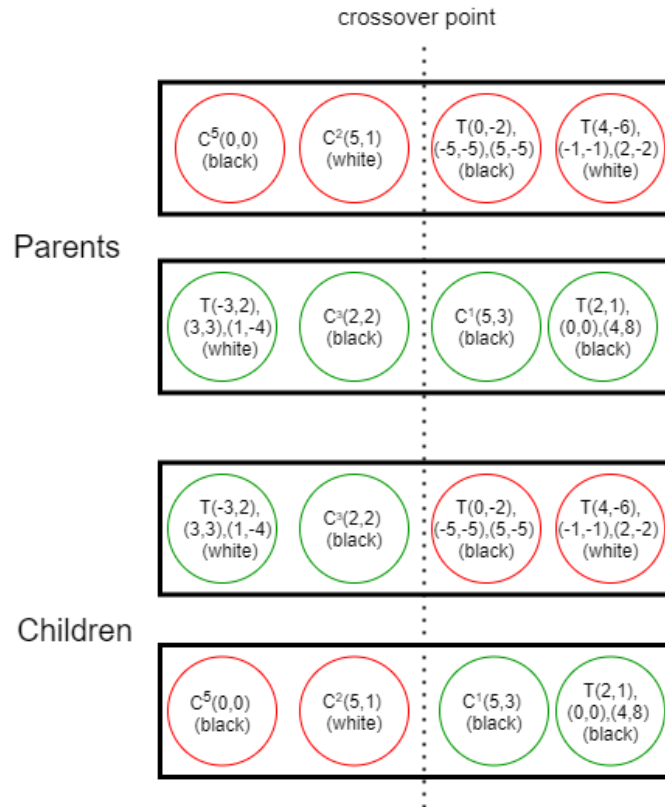 crossover point
C⁵(0,0)
(black)
C²(5,1)
(white)
T(0,-2),
(-5,-5),(5,-5)
(black)
T(4,-6),
(-1,-1),(2,-2)
(white)
Parents
T(-3,2),
(3,3),(1,-4)
(white)
C³(2,2)
(black)
C¹(5,3)
(black)
T(2,1),
(0,0),(4,8)
(black)
T(-3,2),
(3,3),(1,-4)
(white)
C³(2,2)
(black)
T(0,-2),
(-5,-5),(5,-5)
(black)
T(4,-6),
(-1,-1),(2,-2)
(white)
Children
C⁵(0,0)
(black)
C²(5,1)
(white)
C¹(5,3)
(black)
T(2,1),
(0,0),(4,8)
(black)